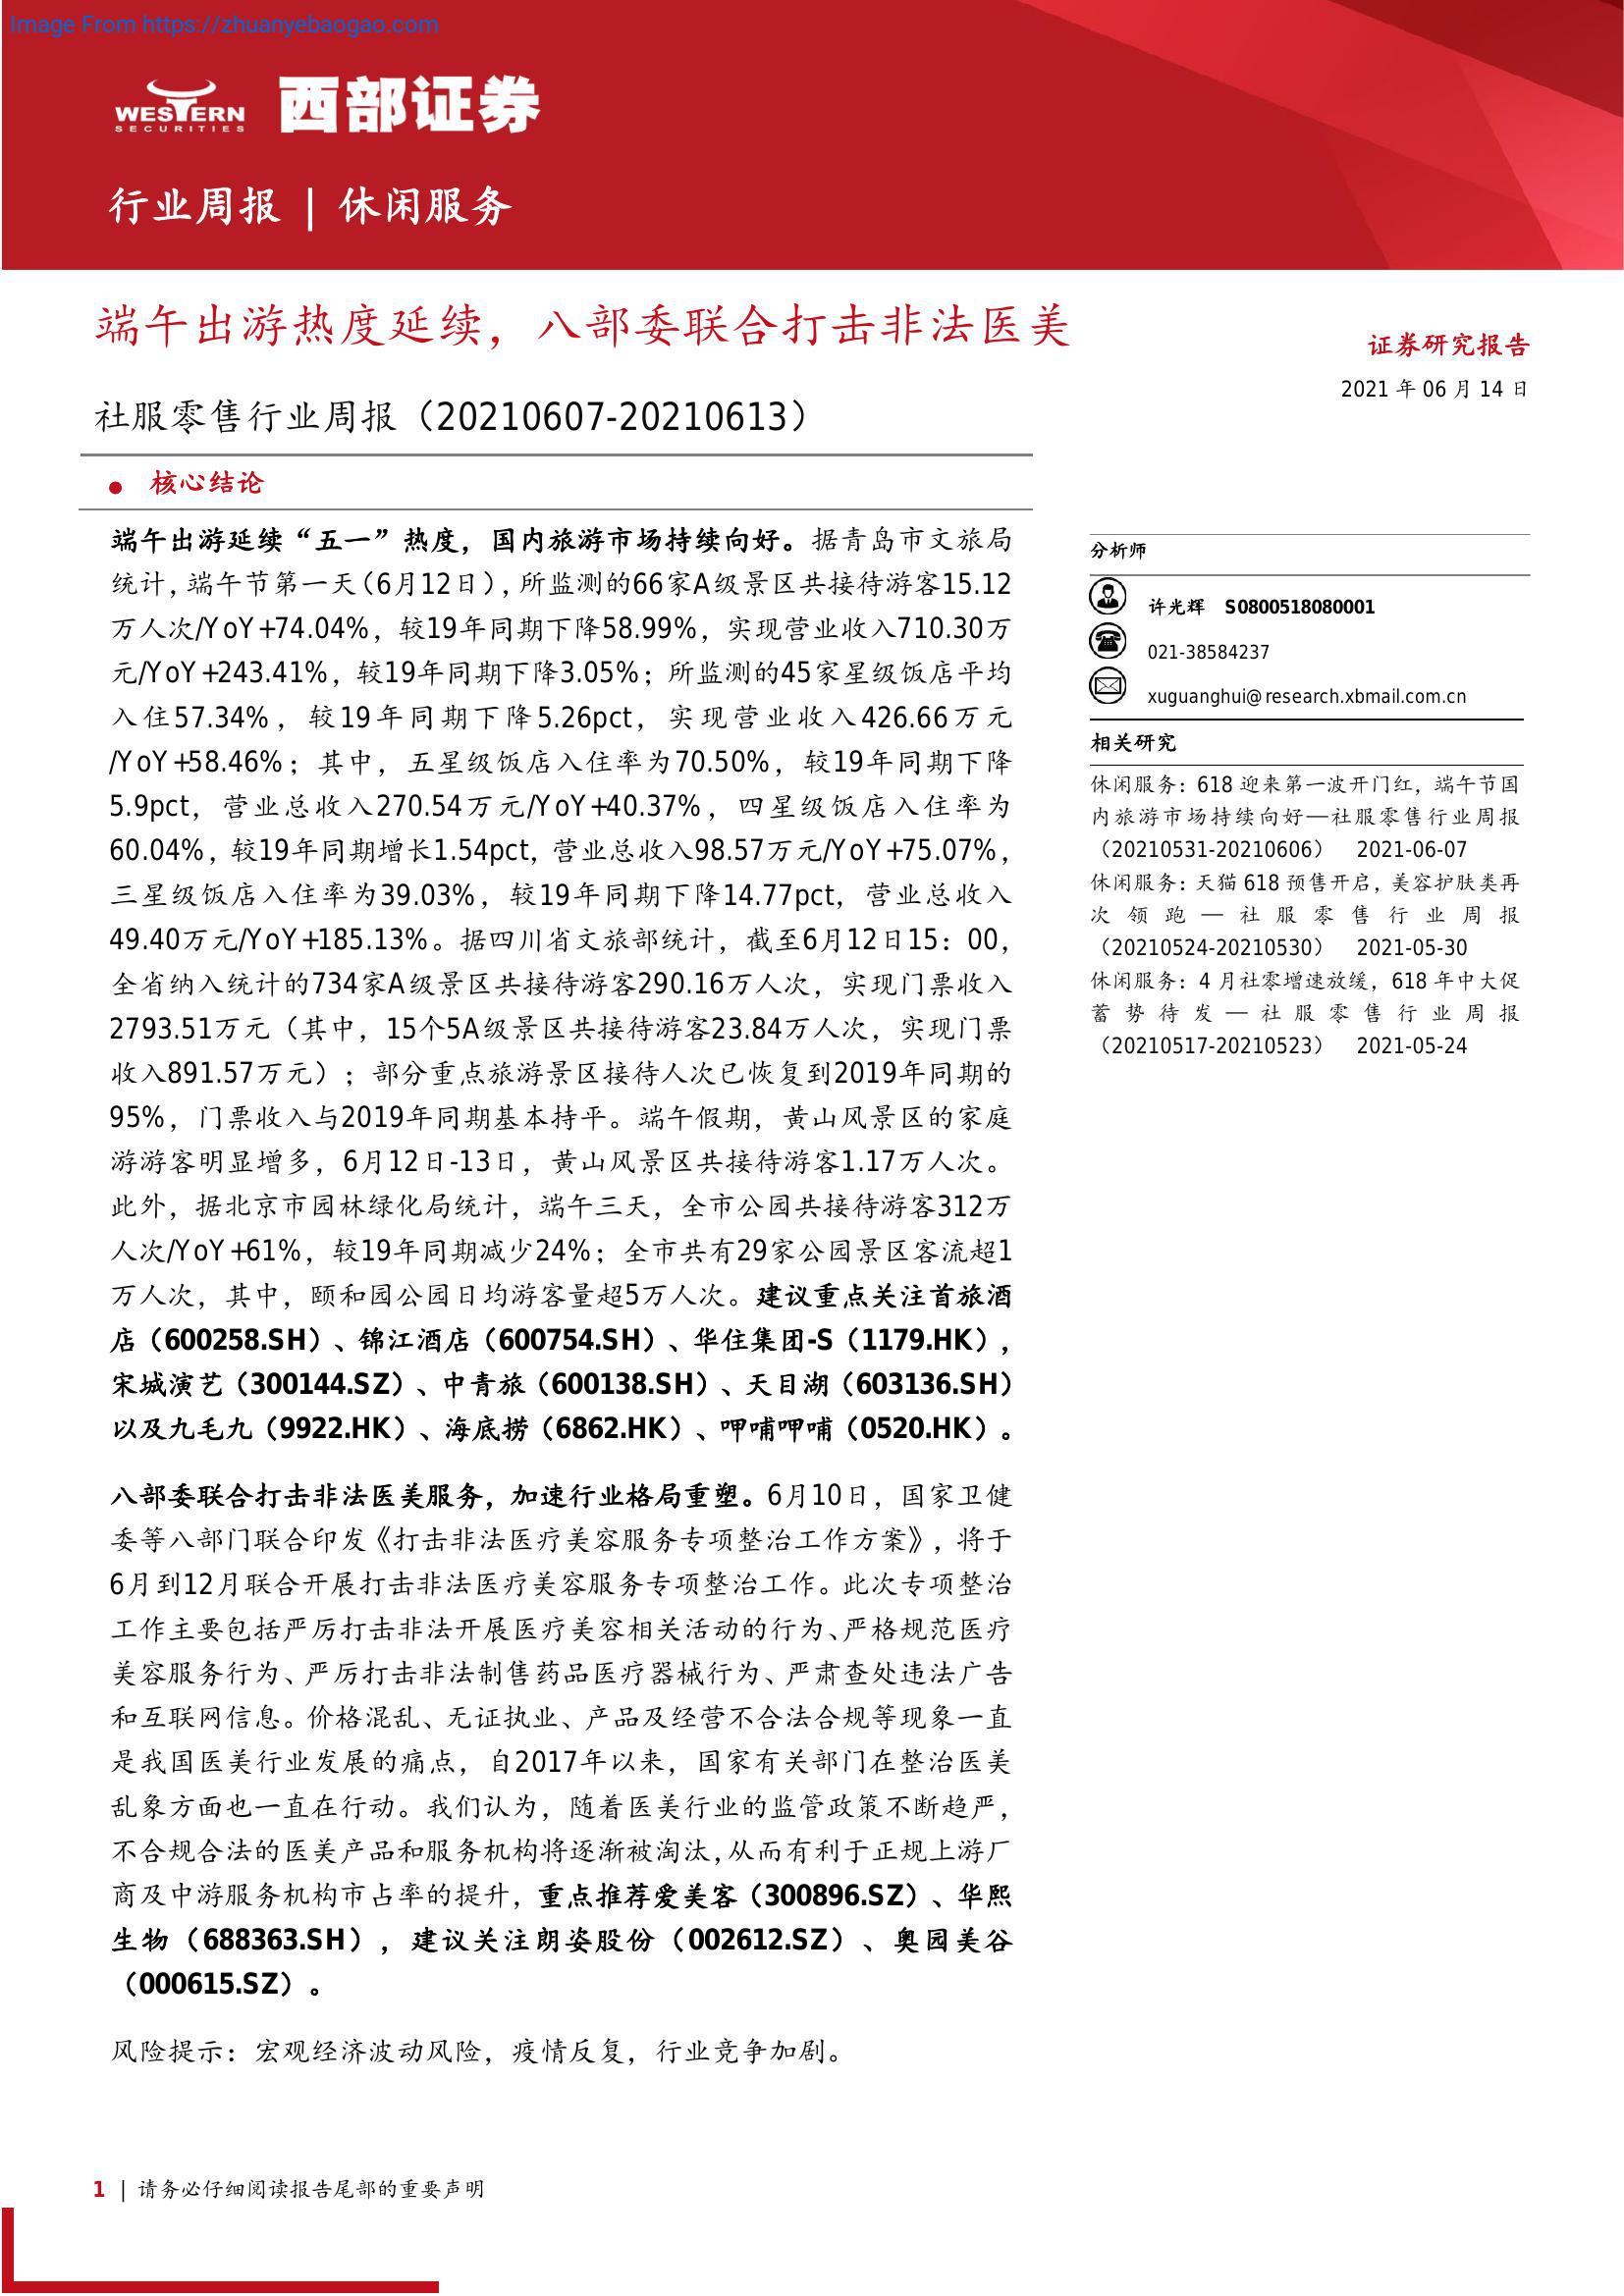 Image From https://zhuanyebaogao.com
WESTERN
SECURITIES
西部证券
行业周报 | 休闲服务
端午出游热度延续，八部委联合打击非法医美
社服零售行业周报（20210607-20210613）
证券研究报告
2021 年 06 月 14 日
● 核心结论
端午出游延续“五一”热度，国内旅游市场持续向好。据青岛市文旅局
统计，端午节第一天（6月12日），所监测的66家A级景区共接待游客15.12
万人次/YoY+74.04%，较19年同期下降58.99%，实现营业收入710.30万
元/YoY+243.41%，较19年同期下降3.05%；所监测的45家星级饭店平均
入住57.34%，较19年同期下降5.26pct，实现营业收入426.66万元
/YoY+58.46%；其中，五星级饭店入住率为70.50%，较19年同期下降
5.9pct，营业总收入270.54万元/YoY+40.37%，四星级饭店入住率为
60.04%，较19年同期增长1.54pct，营业总收入98.57万元/YoY+75.07%，
三星级饭店入住率为39.03%，较19年同期下降14.77pct，营业总收入
49.40万元/YoY+185.13%。据四川省文旅部统计，截至6月12日15：00，
全省纳入统计的734家A级景区共接待游客290.16万人次，实现门票收入
2793.51万元（其中，15个5A级景区共接待游客23.84万人次，实现门票
收入891.57万元）；部分重点旅游景区接待人次已恢复到2019年同期的
95%，门票收入与2019年同期基本持平。端午假期，黄山风景区的家庭
游游客明显增多，6月12日-13日，黄山风景区共接待游客1.17万人次。
此外，据北京市园林绿化局统计，端午三天，全市公园共接待游客312万
人次/YoY+61%，较19年同期减少24%；全市共有29家公园景区客流超1
万人次，其中，颐和园公园日均游客量超5万人次。建议重点关注首旅酒
店（600258.SH）、锦江酒店（600754.SH）、华住集团-S（1179.HK），
宋城演艺（300144.SZ）、中青旅（600138.SH）、天目湖（603136.SH）
以及九毛九（9922.HK）、海底捞（6862.HK）、呷哺呷哺（0520.HK）。
八部委联合打击非法医美服务，加速行业格局重塑。6月10日，国家卫健
委等八部门联合印发《打击非法医疗美容服务专项整治工作方案》，将于
6月到12月联合开展打击非法医疗美容服务专项整治工作。此次专项整治
工作主要包括严厉打击非法开展医疗美容相关活动的行为、严格规范医疗
美容服务行为、严厉打击非法制售药品医疗器械行为、严肃查处违法广告
和互联网信息。价格混乱、无证执业、产品及经营不合法合规等现象一直
是我国医美行业发展的痛点，自2017年以来，国家有关部门在整治医美
乱象方面也一直在行动。我们认为，随着医美行业的监管政策不断趋严，
不合规合法的医美产品和服务机构将逐渐被淘汰，从而有利于正规上游厂
商及中游服务机构市占率的提升，重点推荐爱美客（300896.SZ）、华熙
生物（688363.SH），建议关注朗姿股份（002612.SZ）、奥园美谷
（000615.SZ）。
风险提示：宏观经济波动风险，疫情反复，行业竞争加剧。
分析师
许光辉 S0800518080001
021-38584237
xuguanghui@research.xbmail.com.cn
相关研究
休闲服务：618 迎来第一波开门红，端午节国
内旅游市场持续向好—社服零售行业周报
（20210531-20210606） 2021-06-07
休闲服务：天猫 618 预售开启，美容护肤类再
次领跑—社服零售行业周报
（20210524-20210530） 2021-05-30
休闲服务：4 月社零增速放缓，618 年中大促
蓄势待发—社服零售行业周报
（20210517-20210523） 2021-05-24
1 | 请务必仔细阅读报告尾部的重要声明